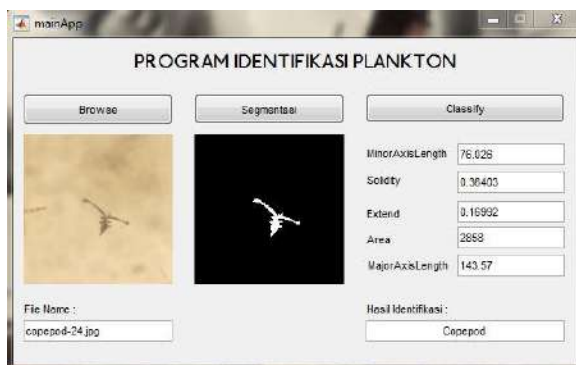 mainApp
PROGRAM IDENTIFIKASI PLANKTON
Browse
Segmentasi
Classify
MinorAxisLength 76.026
Solidity 0.36403
Extend 0.16992
Area 2858
MajorAxisLength 143.57
File Name :
copepod-24.jpg
Hasil Identifikasi :
Copepod